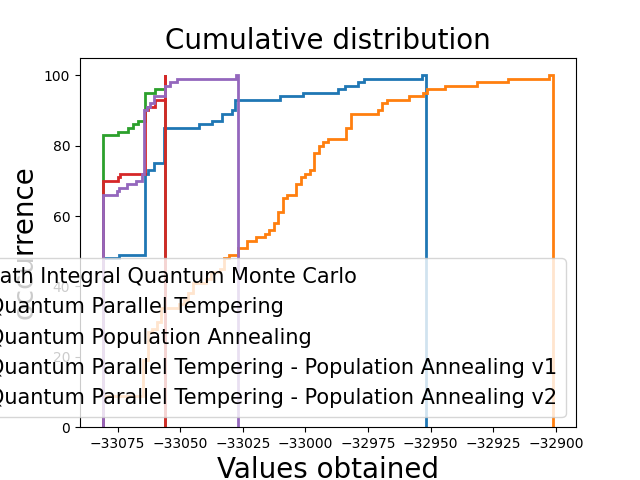 Cumulative distribution
100
80
60
40
20
0
ath Integral Quantum Monte Carlo
Quantum Parallel Tempering
Quantum Population Annealing
Quantum Parallel Tempering - Population Annealing v1
Quantum Parallel Tempering - Population Annealing v2
−33075 −33050 −33025 −33000 −32975 −32950 −32925 −32900
Values obtained